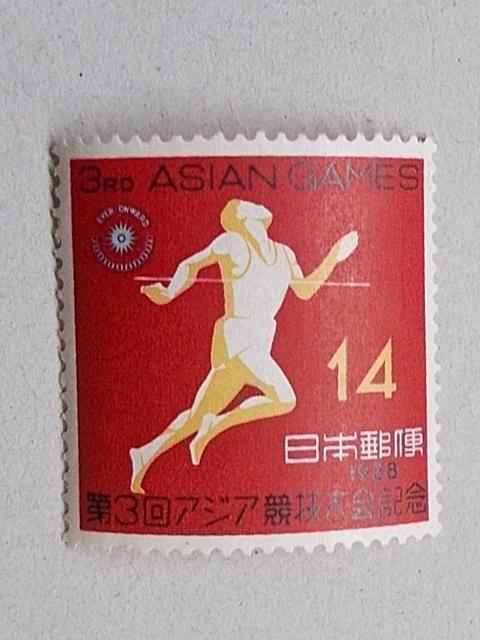 3RD ASIAN GAMES
EVER ONWARD
14
日本郵便
1958
第3回アジア競技大会記念